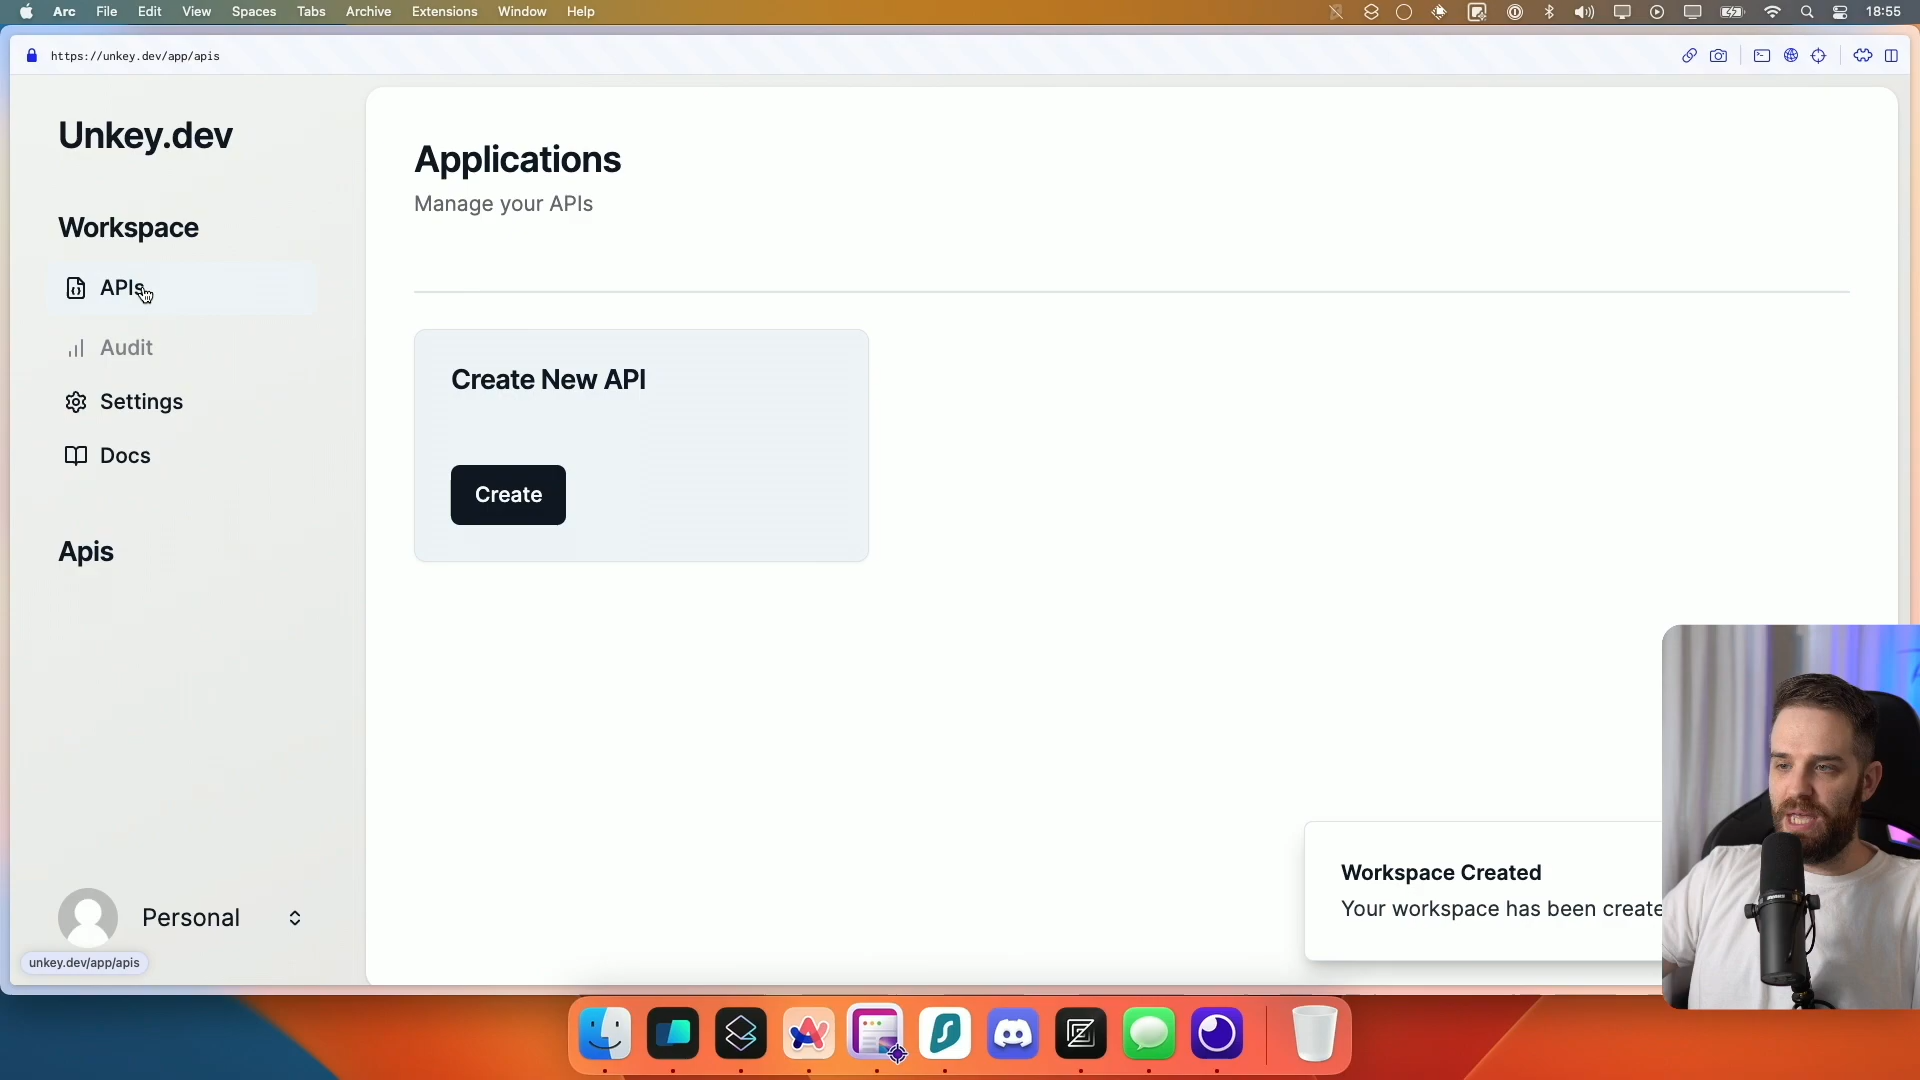 Arc File Edit View Spaces Tabs Archive Extensions Window Help 18:55
https://unkey.dev/app/apis
Unkey.dev
Workspace
APIs
Audit
Settings
Docs
Apis
Personal
unkey.dev/app/apis
Applications
Manage your APIs
Create New API
Create
Workspace Created
Your workspace has been create